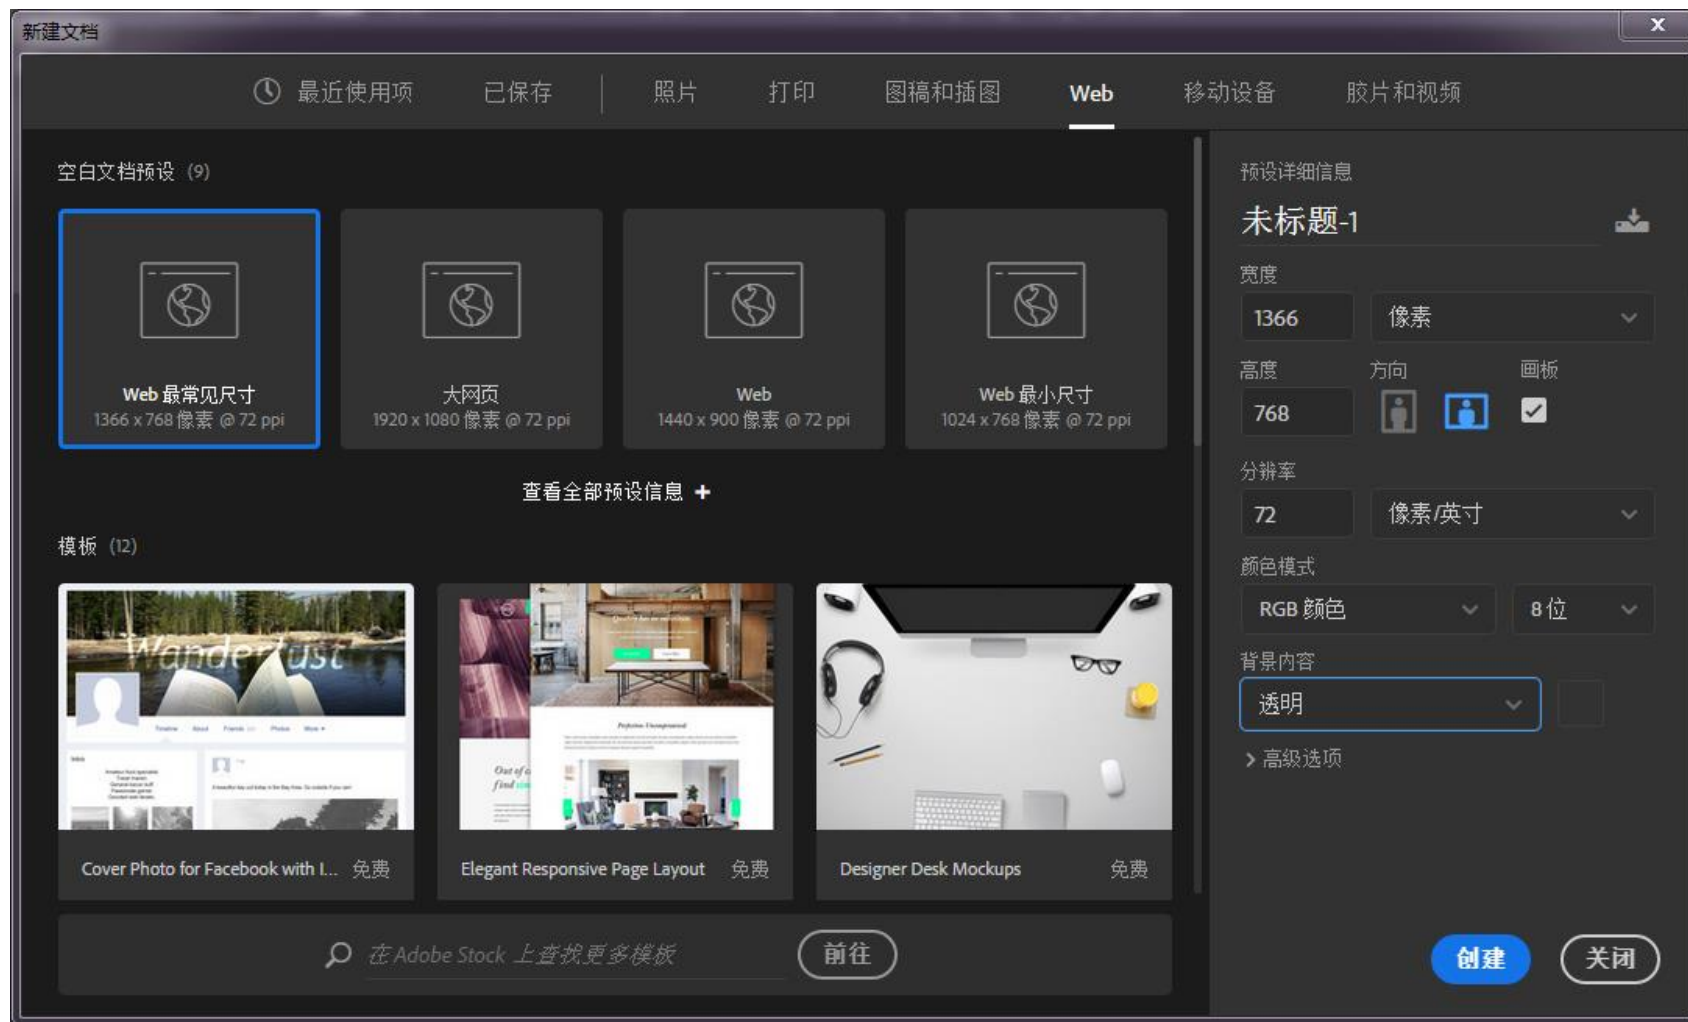 新建文档
x
最近使用项 已保存 照片 打印 图稿和插图 Web 移动设备 胶片和视频
空白文档预设 (9)
Web 最常见尺寸
1366 x 768 像素 @ 72 ppi
大网页
1920 x 1080 像素 @ 72 ppi
Web
1440 x 900 像素 @ 72 ppi
Web 最小尺寸
1024 x 768 像素 @ 72 ppi
查看全部预设信息 +
模板 (12)
Wanderlust
Timeline About Friends Photos More
Out of
find
Cover Photo for Facebook with I... 免费
Elegant Responsive Page Layout 免费
Designer Desk Mockups 免费
在 Adobe Stock 上查找更多模板
前往
预设详细信息
未标题-1
宽度
1366 像素
高度 方向 画板
768
分辨率
72 像素/英寸
颜色模式
RGB 颜色 8 位
背景内容
透明
高级选项
创建 关闭